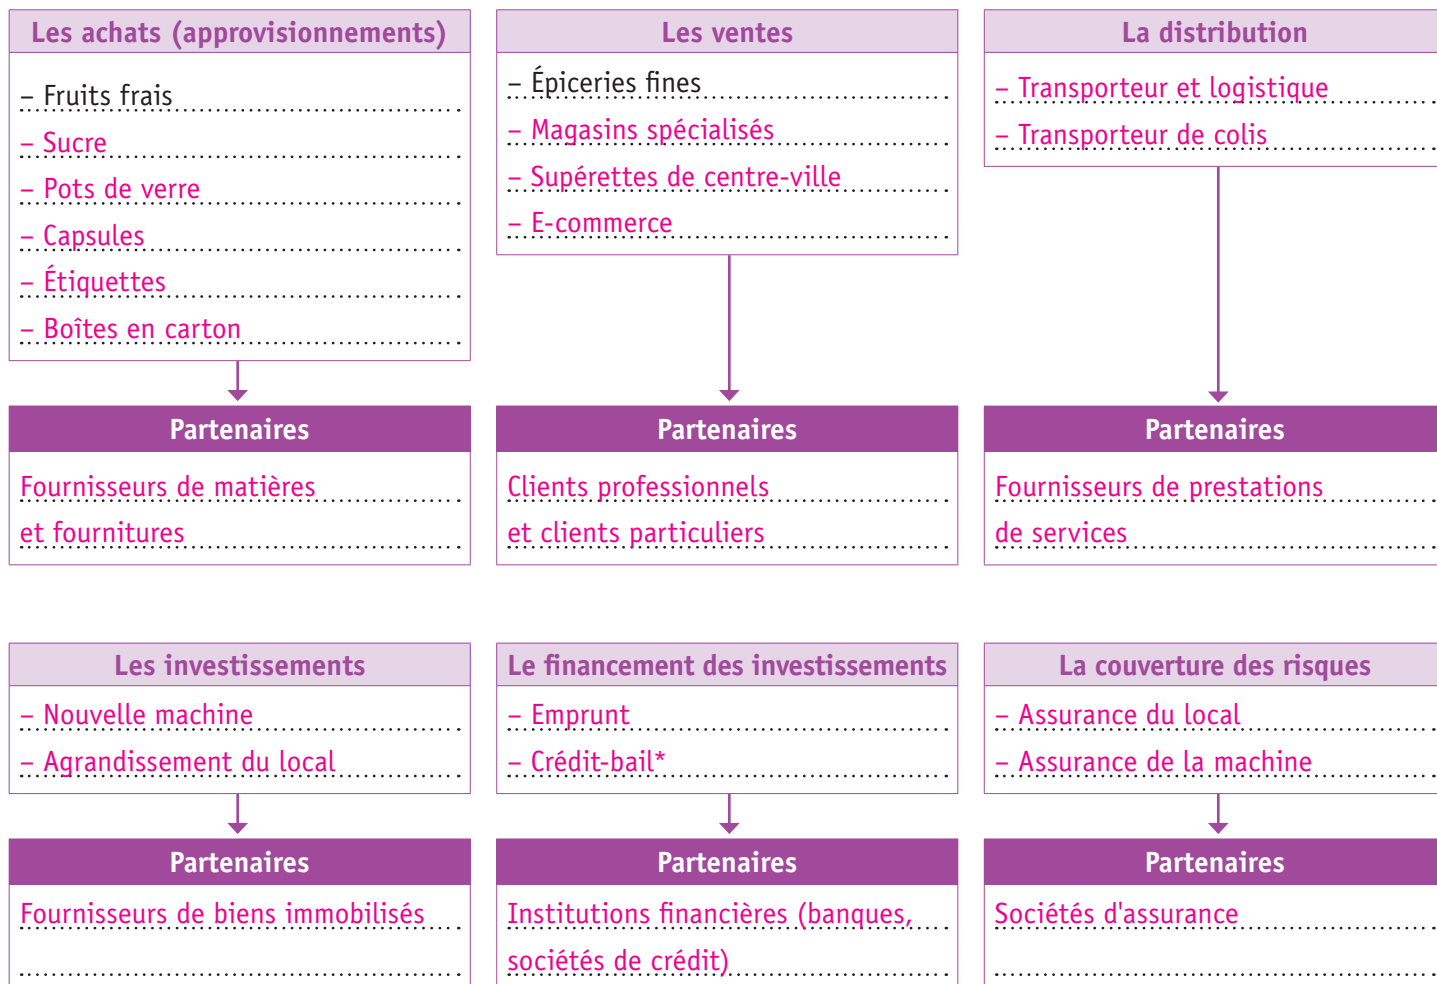 Les achats (approvisionnements)
– Fruits frais
– Sucre
– Pots de verre
– Capsules
– Étiquettes
– Boîtes en carton
Partenaires
Fournisseurs de matières
et fournitures
Les ventes
– Épiceries fines
– Magasins spécialisés
– Supérettes de centre-ville
– E-commerce
Partenaires
Clients professionnels
et clients particuliers
La distribution
– Transporteur et logistique
– Transporteur de colis
Partenaires
Fournisseurs de prestations
de services
Les investissements
– Nouvelle machine
– Agrandissement du local
Partenaires
Fournisseurs de biens immobilisés
Le financement des investissements
– Emprunt
– Crédit-bail*
Partenaires
Institutions financières (banques,
sociétés de crédit)
La couverture des risques
– Assurance du local
– Assurance de la machine
Partenaires
Sociétés d'assurance